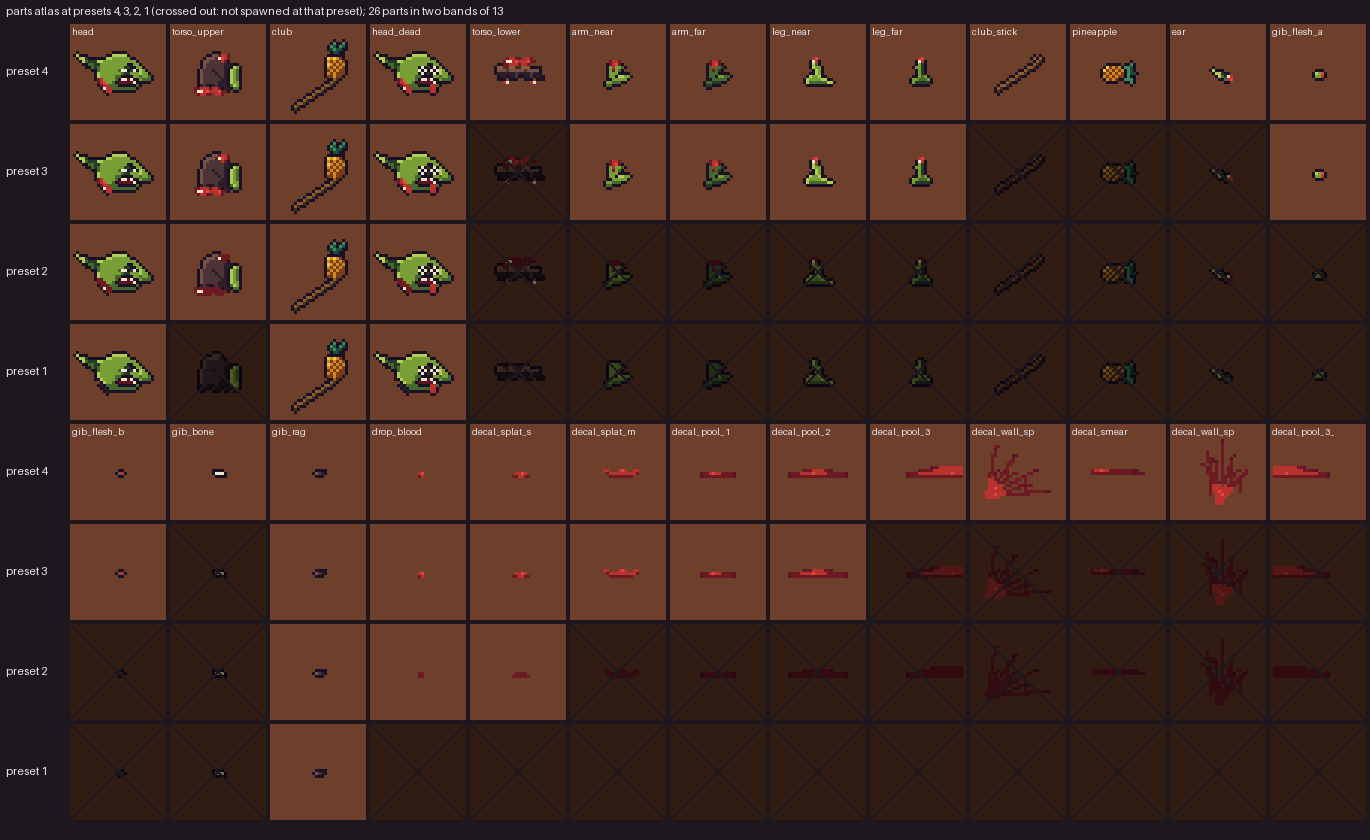 parts atlas at presets 4, 3, 2, 1 (crossed out: not spawned at that preset); 26 parts in two bands of 13
head torso_upper club head_dead torso_lower arm_near arm_far leg_near leg_far club_stick pineapple ear gib_flesh_a
preset 4
preset 3
preset 2
preset 1
gib_flesh_b gib_bone gib_rag drop_blood decal_splat_s decal_splat_m decal_pool_1 decal_pool_2 decal_pool_3 decal_wall_sp decal_smear decal_wall_sp decal_pool_3_
preset 4
preset 3
preset 2
preset 1